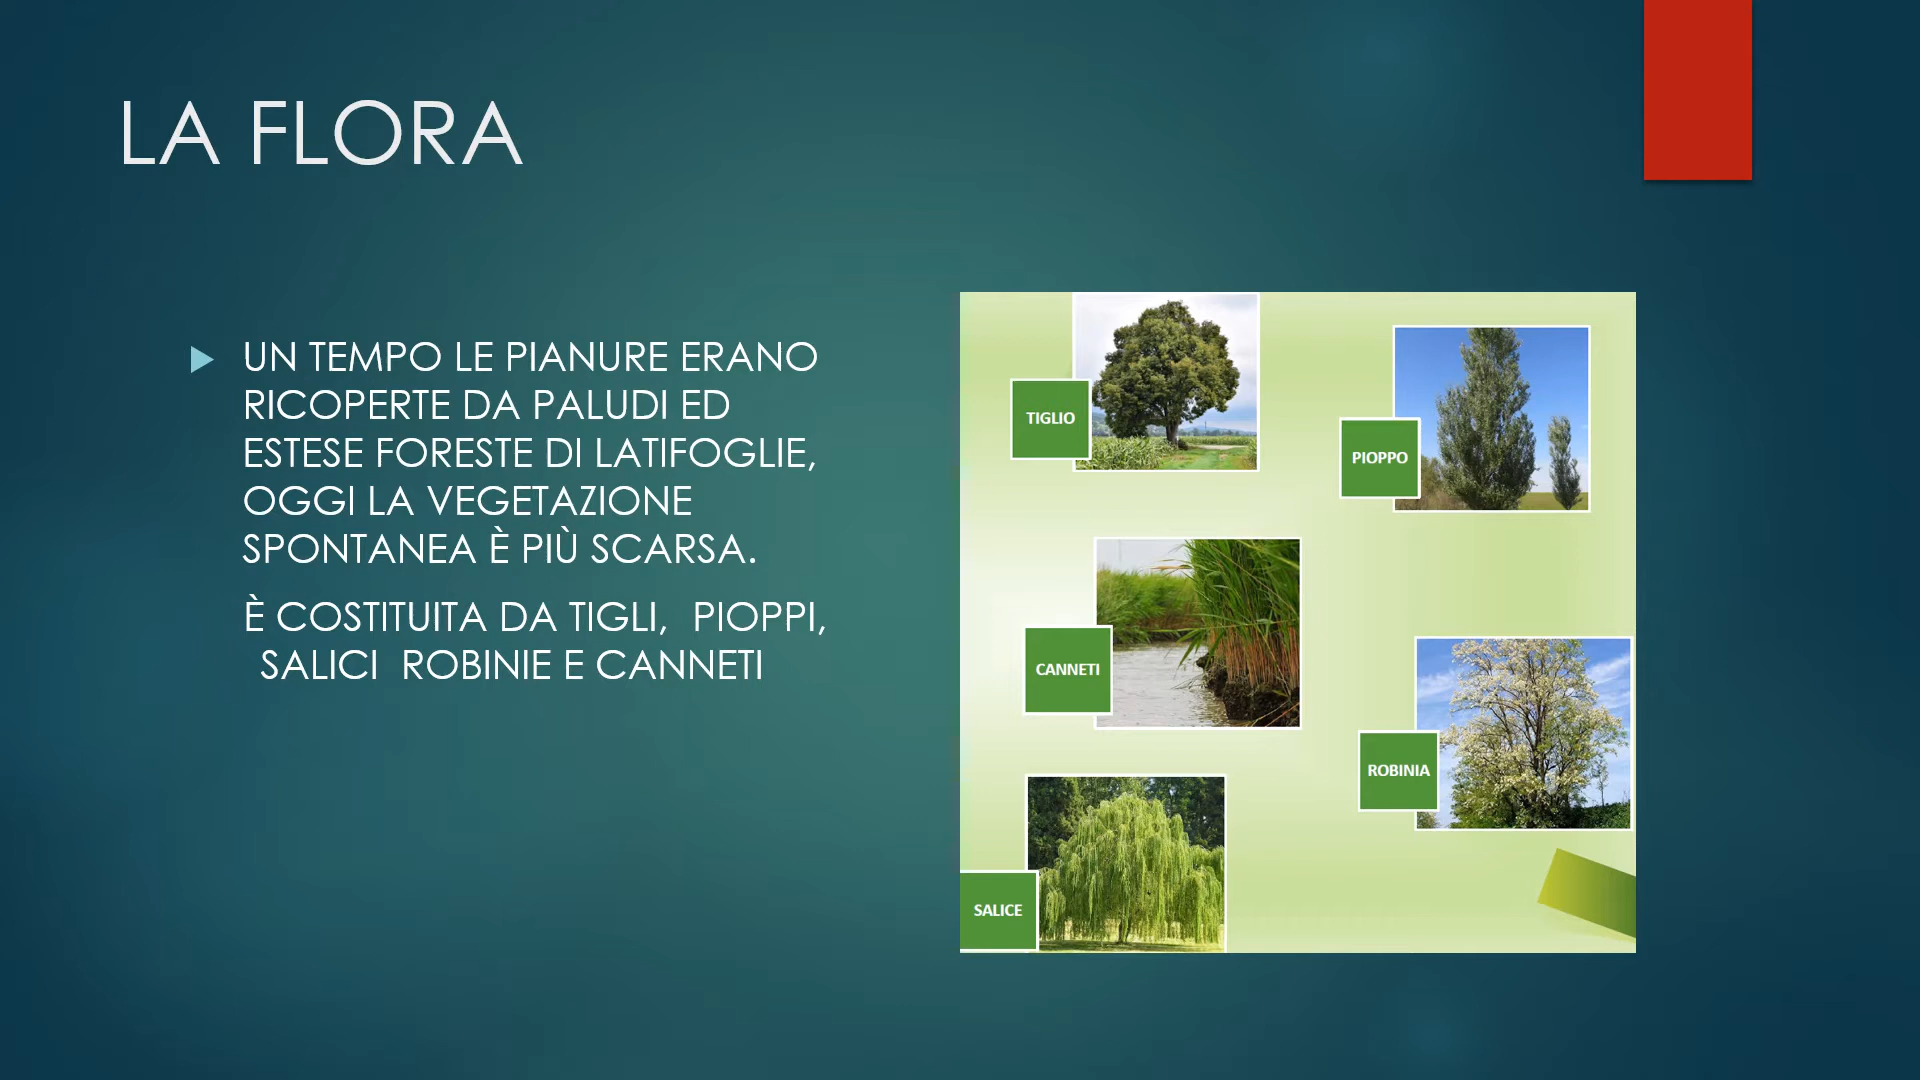 LA FLORA
UN TEMPO LE PIANURE ERANO
RICOPERTE DA PALUDI ED
ESTESE FORESTE DI LATIFOGLIE,
OGGI LA VEGETAZIONE
SPONTANEA È PIÙ SCARSA.
È COSTITUITA DA TIGLI,  PIOPPI,
SALICI  ROBINIE E CANNETI
TIGLIO
PIOPPO
CANNETI
ROBINIA
SALICE